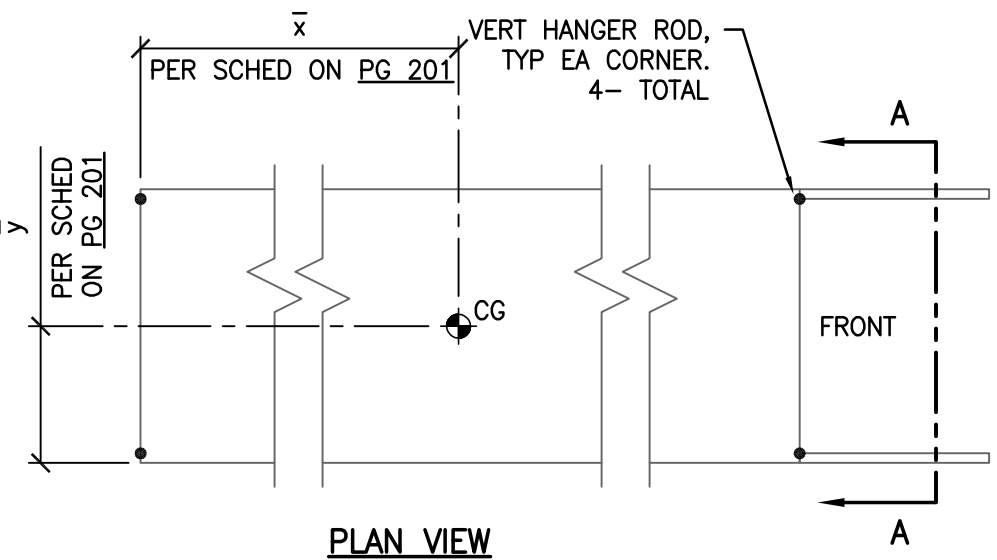 x̅
PER SCHED ON PG 201
VERT HANGER ROD,
TYP EA CORNER.
4- TOTAL
A
y̅
PER SCHED
ON PG 201
CG
FRONT
A
PLAN VIEW